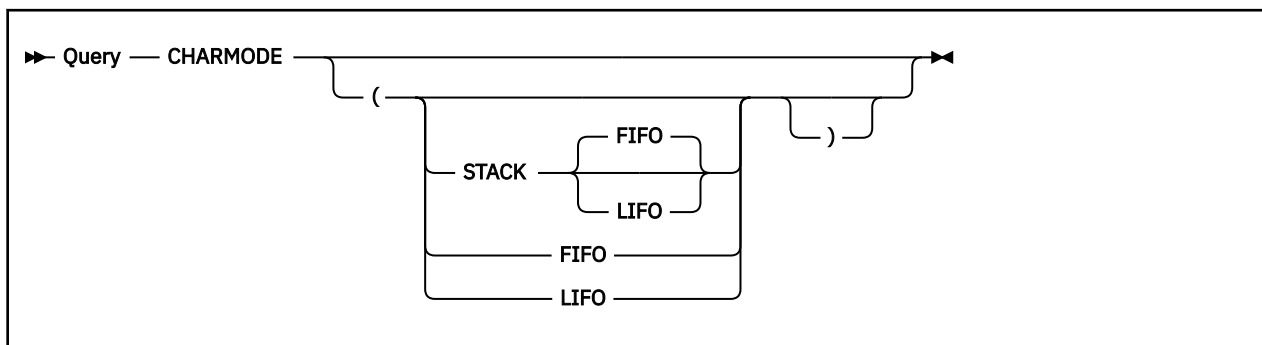 Query CHARMODE
(
)
FIFO
STACK
LIFO
FIFO
LIFO